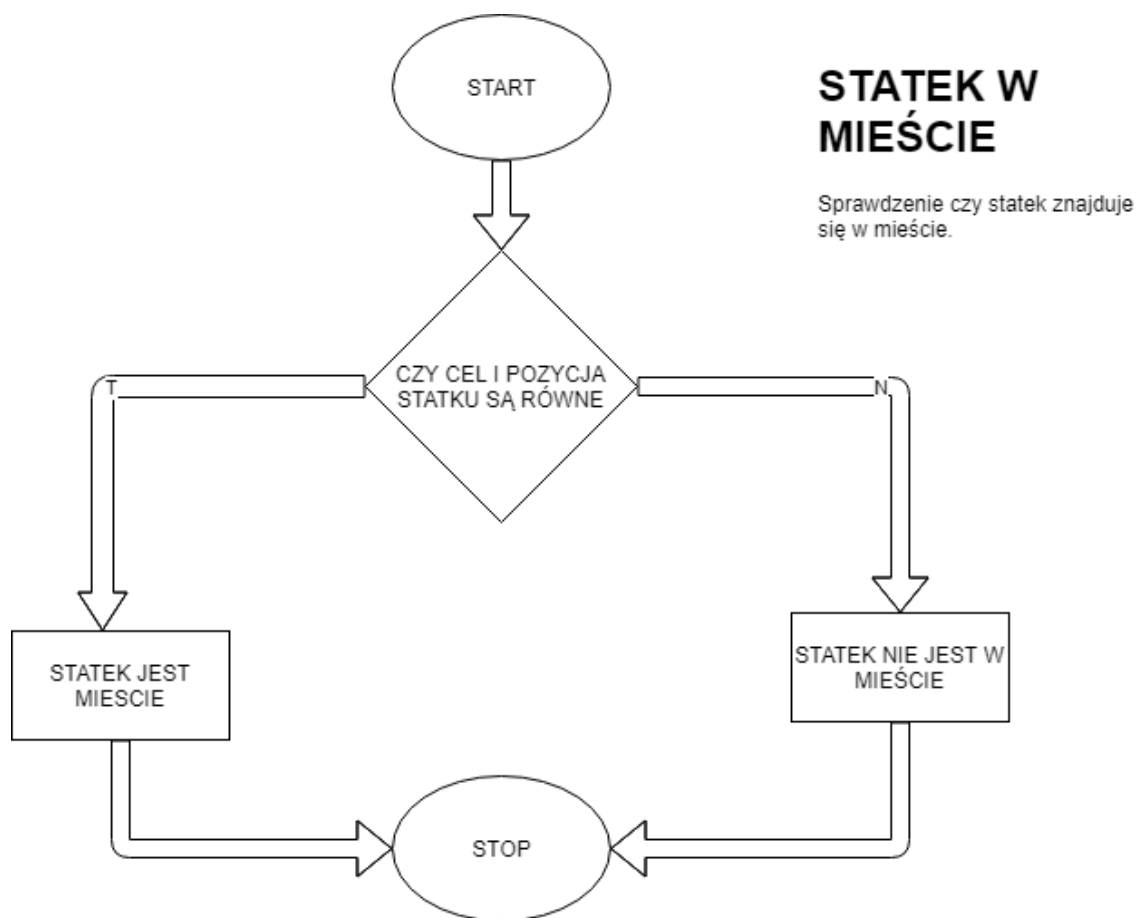 START
STATEK W
MIEŚCIE
Sprawdzenie czy statek znajduje
się w mieście.
CZY CEL I POZYCJA
STATKU SĄ RÓWNE
T
N
STATEK JEST
MIESCIE
STATEK NIE JEST W
MIEŚCIE
STOP